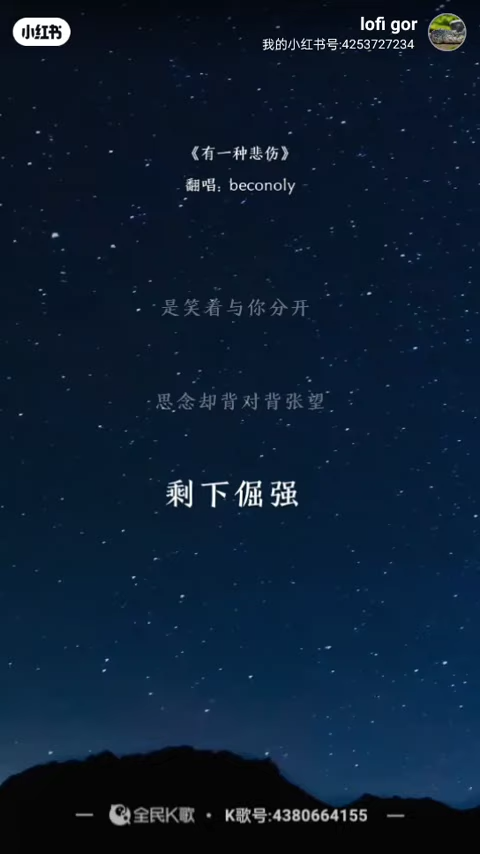 小红书
lofi gor
我的小红书号:4253727234
《有一种悲伤》
翻唱：beconoly
是笑着与你分开
思念却背对背张望
剩下倔强
— 全民K歌 · K歌号:4380664155 —